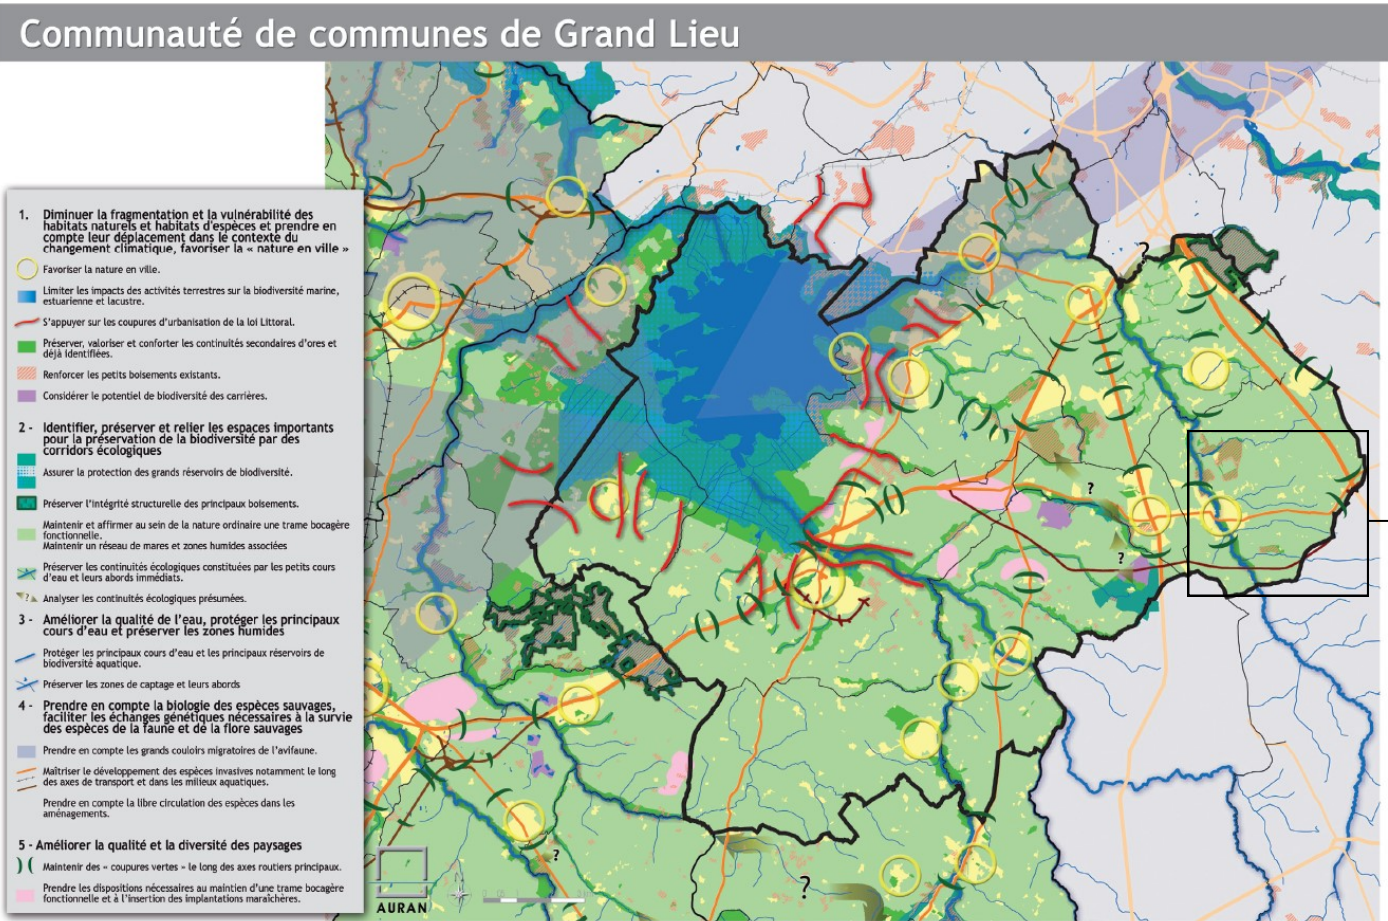 Communauté de communes de Grand Lieu
1. Diminuer la fragmentation et la vulnérabilité des
habitats naturels et habitats d'espèces et prendre en
compte leur déplacement dans le contexte du
changement climatique, favoriser la « nature en ville »
Favoriser la nature en ville.
Limiter les impacts des activités terrestres sur la biodiversité marine,
estuarienne et lacustre.
S'appuyer sur les coupures d'urbanisation de la loi Littoral.
Préserver, valoriser et conforter les continuités secondaires d'ores et
déjà identifiées.
Renforcer les petits boisements existants.
Considérer le potentiel de biodiversité des carrières.
2 - Identifier, préserver et relier les espaces importants
pour la préservation de la biodiversité par des
corridors écologiques
Assurer la protection des grands réservoirs de biodiversité.
Préserver l'intégrité structurelle des principaux boisements.
Maintenir et affirmer au sein de la nature ordinaire une trame bocagère
fonctionnelle.
Maintenir un réseau de mares et zones humides associées
Préserver les continuités écologiques constituées par les petits cours
d'eau et leurs abords immédiats.
? Analyser les continuités écologiques présumées.
3 - Améliorer la qualité de l'eau, protéger les principaux
cours d'eau et préserver les zones humides
Protéger les principaux cours d'eau et les principaux réservoirs de
biodiversité aquatique.
Préserver les zones de captage et leurs abords
4 - Prendre en compte la biologie des espèces sauvages,
faciliter les échanges génétiques nécessaires à la survie
des espèces de la faune et de la flore sauvages
Prendre en compte les grands couloirs migratoires de l'avifaune.
Maîtriser le développement des espèces invasives notamment le long
des axes de transport et dans les milieux aquatiques.
Prendre en compte la libre circulation des espèces dans les
aménagements.
5 - Améliorer la qualité et la diversité des paysages
Maintenir des « coupures vertes » le long des axes routiers principaux.
Prendre les dispositions nécessaires au maintien d'une trame bocagère
fonctionnelle et à l'insertion des implantations maraîchères.
?
?
?
?
?
AURAN